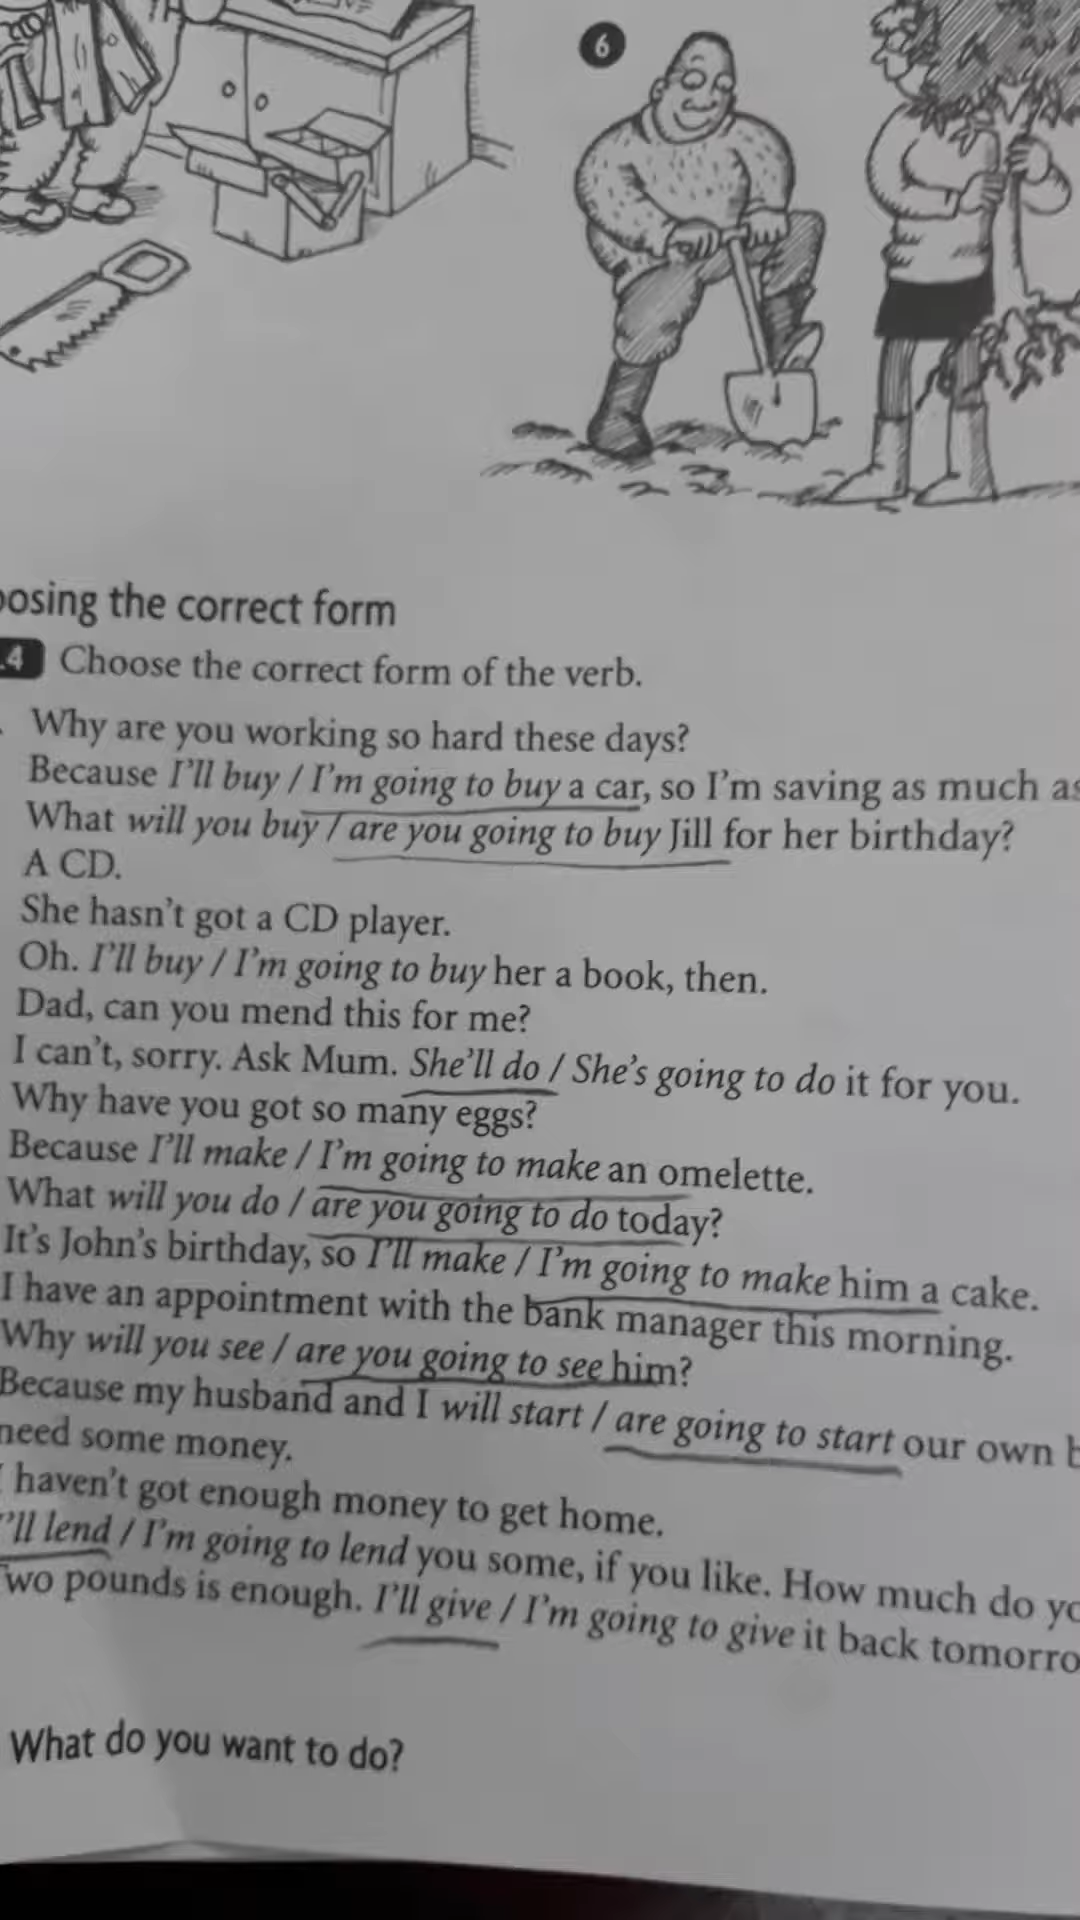 6
oosing the correct form
.4 Choose the correct form of the verb.
Why are you working so hard these days?
Because I'll buy / I'm going to buy a car, so I'm saving as much as
What will you buy / are you going to buy Jill for her birthday?
A CD.
She hasn't got a CD player.
Oh. I'll buy / I'm going to buy her a book, then.
Dad, can you mend this for me?
I can't, sorry. Ask Mum. She'll do / She's going to do it for you.
Why have you got so many eggs?
Because I'll make / I'm going to make an omelette.
What will you do / are you going to do today?
It's John's birthday, so I'll make / I'm going to make him a cake.
I have an appointment with the bank manager this morning.
Why will you see / are you going to see him?
Because my husband and I will start / are going to start our own b
need some money.
I haven't got enough money to get home.
I'll lend / I'm going to lend you some, if you like. How much do yo
Two pounds is enough. I'll give / I'm going to give it back tomorro
What do you want to do?